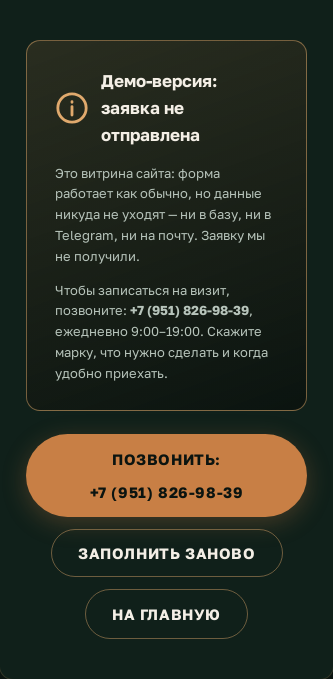 Демо-версия:
заявка не
отправлена
Это витрина сайта: форма
работает как обычно, но данные
никуда не уходят — ни в базу, ни в
Telegram, ни на почту. Заявку мы
не получили.
Чтобы записаться на визит,
позвоните: +7 (951) 826-98-39,
ежедневно 9:00–19:00. Скажите
марку, что нужно сделать и когда
удобно приехать.
ПОЗВОНИТЬ:
+7 (951) 826-98-39
ЗАПОЛНИТЬ ЗАНОВО
НА ГЛАВНУЮ